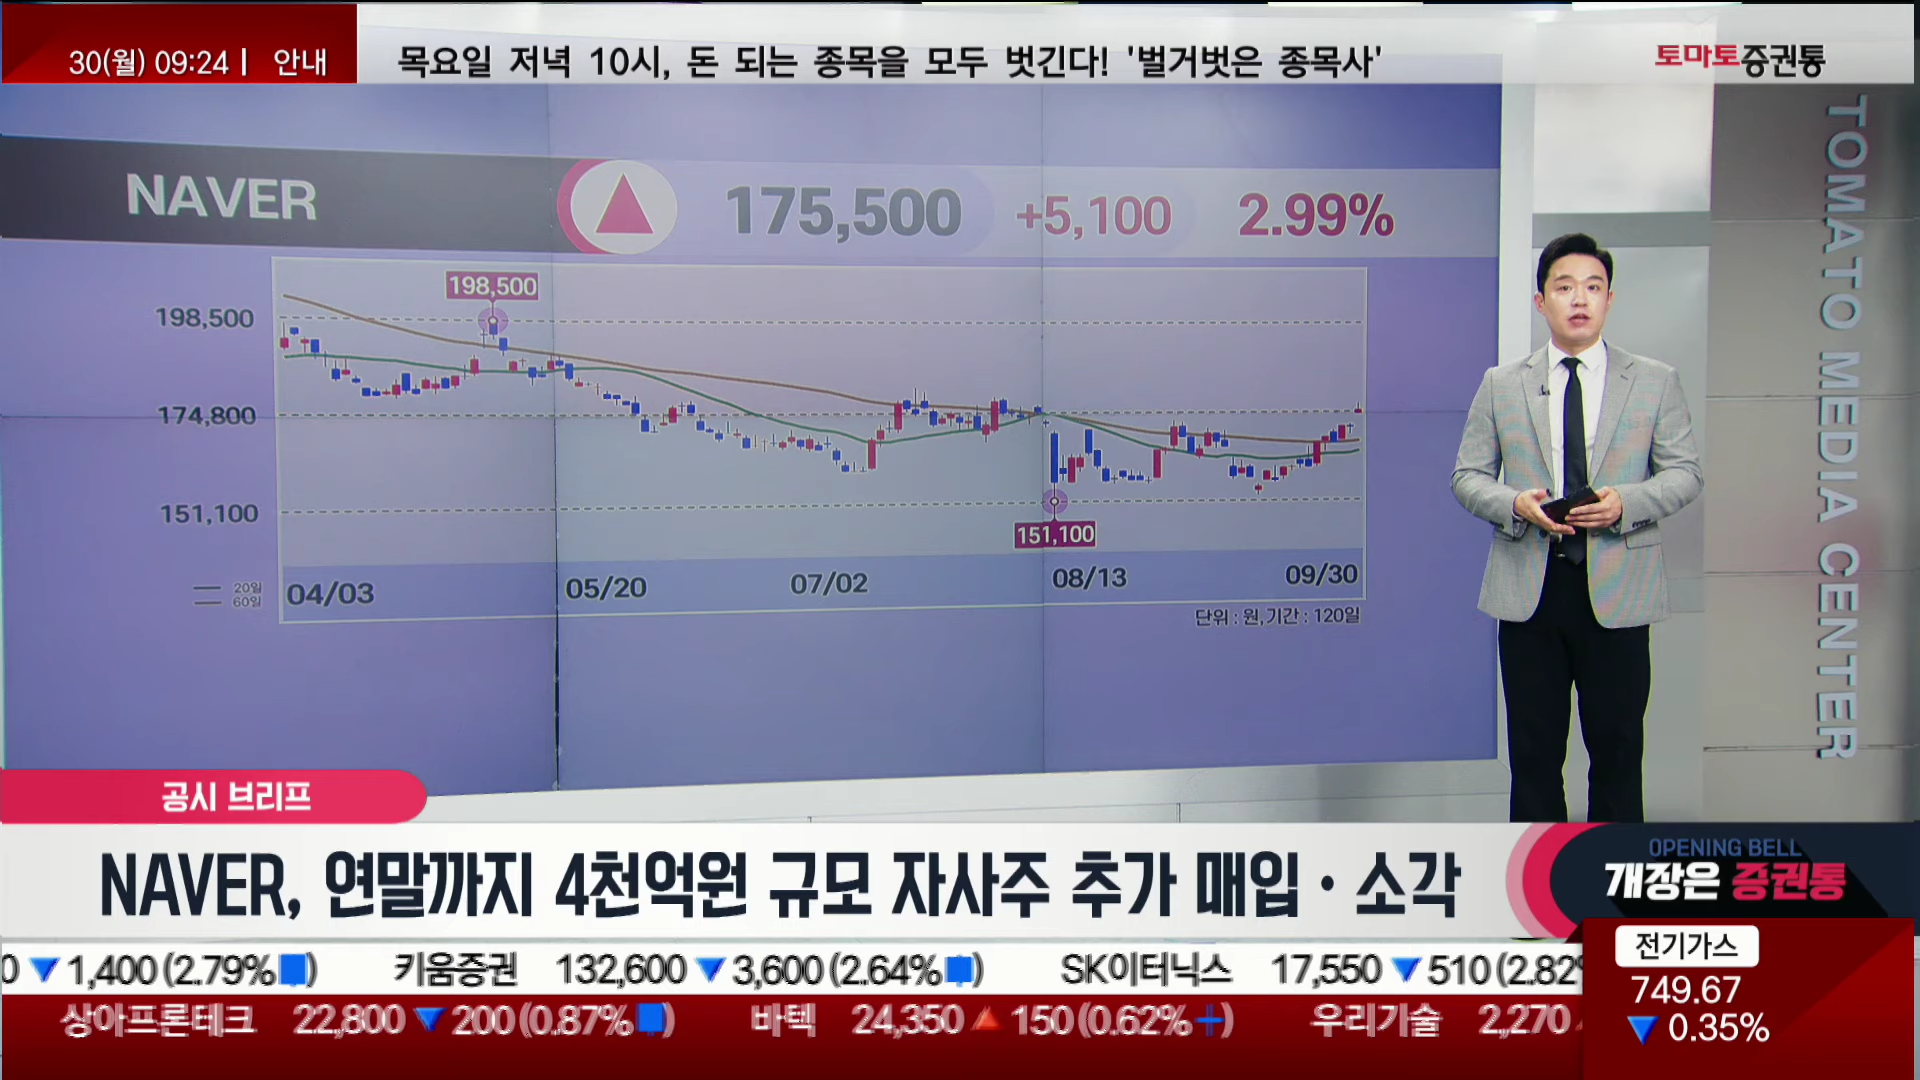 30(월) 09:24 | 안내
목요일 저녁 10시, 돈 되는 종목을 모두 벗긴다! '벌거벗은 종목사'
토마토증권통
NAVER
175,500 +5,100 2.99%
198,500
198,500
174,800
151,100
151,100
20일
60일
04/03 05/20 07/02 08/13 09/30
단위 : 원, 기간 : 120일
TOMATO MEDIA CENTER
공시 브리프
NAVER, 연말까지 4천억원 규모 자사주 추가 매입·소각
OPENING BELL
개장은 증권통
0 ▼ 1,400 (2.79%■) 키움증권 132,600 ▼ 3,600 (2.64%■) SK이터닉스 17,550 ▼ 510 (2.82%
상아프론테크 22,800 ▼ 200 (0.87%■) 바텍 24,350 ▲ 150 (0.62%+) 우리기술 2,270
전기가스
749.67
▼ 0.35%